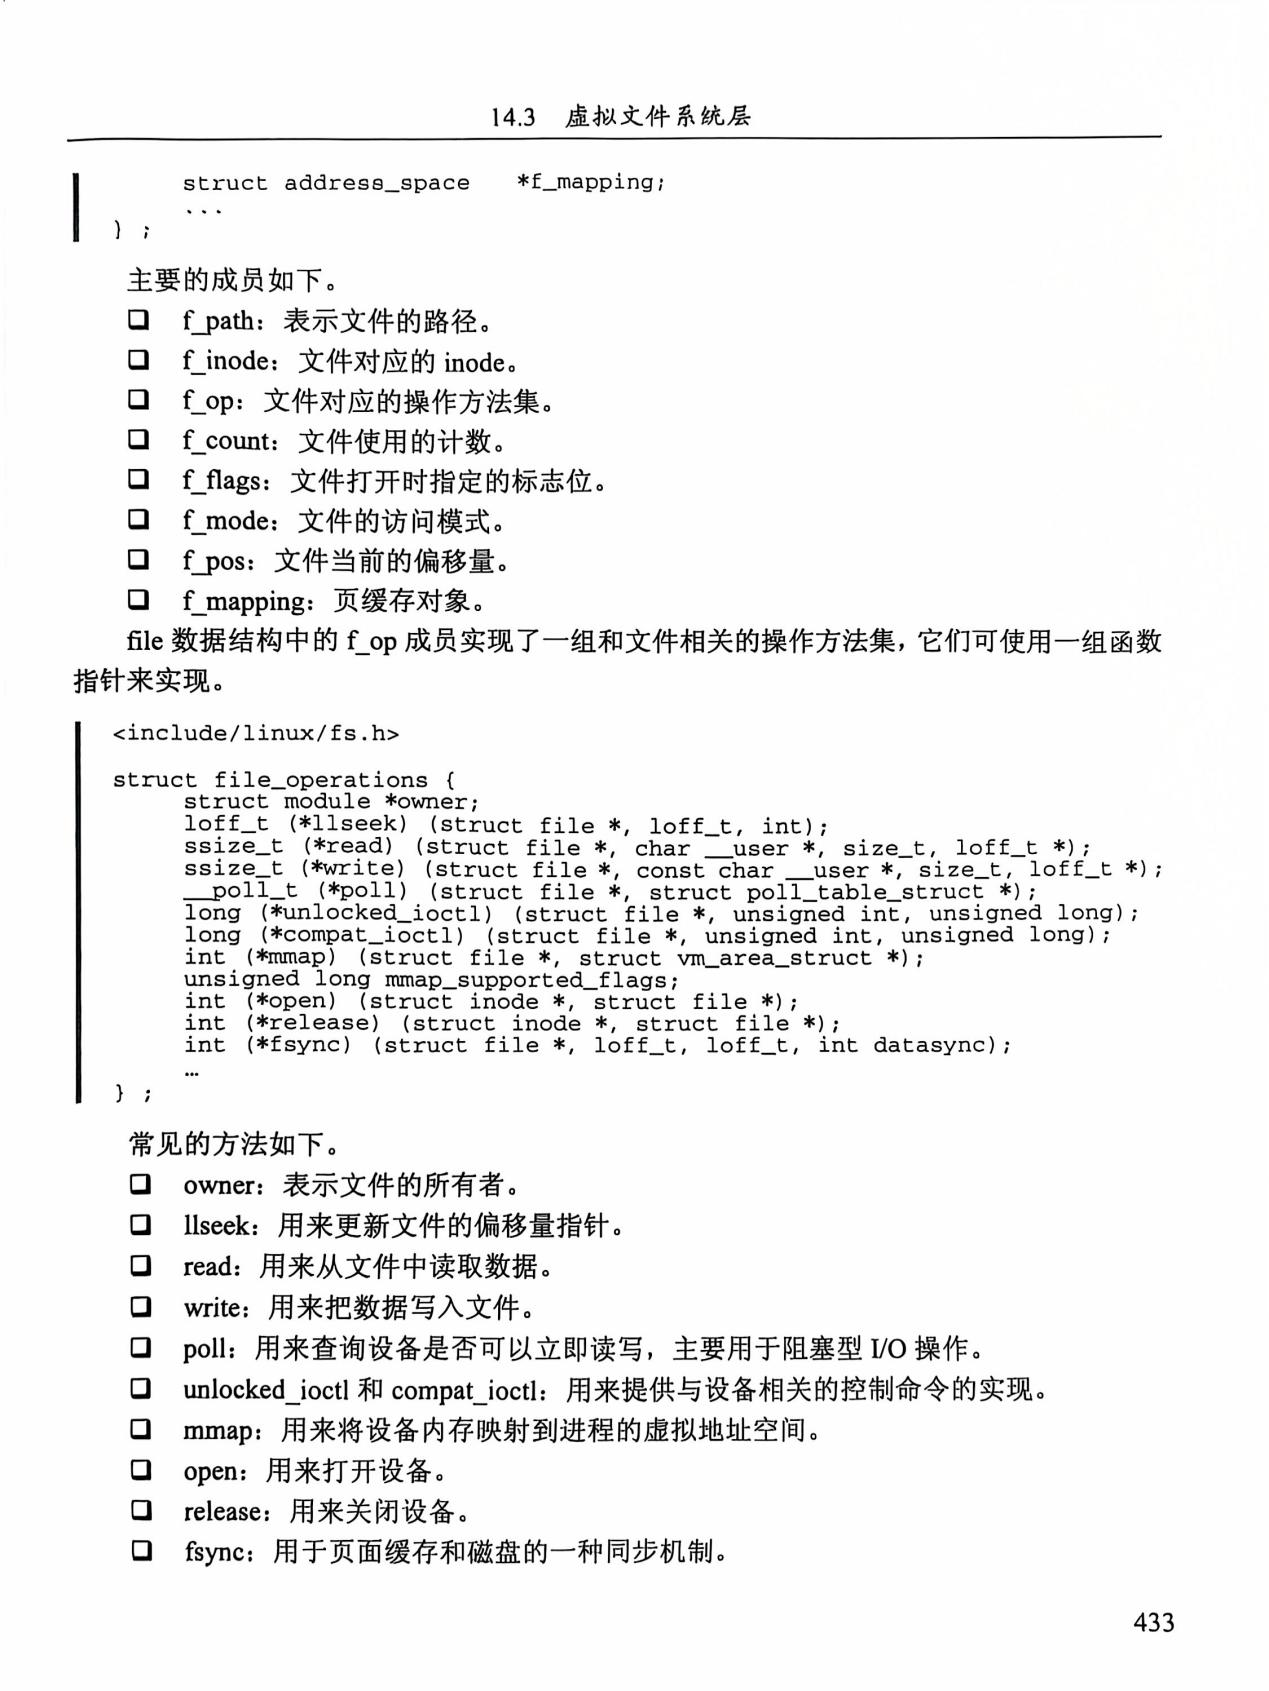 14.3 虚拟文件系统层
struct address_space *f_mapping;
...
} ;
主要的成员如下。
❑ f_path：表示文件的路径。
❑ f_inode：文件对应的 inode。
❑ f_op：文件对应的操作方法集。
❑ f_count：文件使用的计数。
❑ f_flags：文件打开时指定的标志位。
❑ f_mode：文件的访问模式。
❑ f_pos：文件当前的偏移量。
❑ f_mapping：页缓存对象。
file 数据结构中的 f_op 成员实现了一组和文件相关的操作方法集，它们可使用一组函数
指针来实现。
<include/linux/fs.h>
struct file_operations {
struct module *owner;
loff_t (*llseek) (struct file *, loff_t, int);
ssize_t (*read) (struct file *, char __user *, size_t, loff_t *);
ssize_t (*write) (struct file *, const char __user *, size_t, loff_t *);
__poll_t (*poll) (struct file *, struct poll_table_struct *);
long (*unlocked_ioctl) (struct file *, unsigned int, unsigned long);
long (*compat_ioctl) (struct file *, unsigned int, unsigned long);
int (*mmap) (struct file *, struct vm_area_struct *);
unsigned long mmap_supported_flags;
int (*open) (struct inode *, struct file *);
int (*release) (struct inode *, struct file *);
int (*fsync) (struct file *, loff_t, loff_t, int datasync);
…
} ;
常见的方法如下。
❑ owner：表示文件的所有者。
❑ llseek：用来更新文件的偏移量指针。
❑ read：用来从文件中读取数据。
❑ write：用来把数据写入文件。
❑ poll：用来查询设备是否可以立即读写，主要用于阻塞型 I/O 操作。
❑ unlocked_ioctl 和 compat_ioctl：用来提供与设备相关的控制命令的实现。
❑ mmap：用来将设备内存映射到进程的虚拟地址空间。
❑ open：用来打开设备。
❑ release：用来关闭设备。
❑ fsync：用于页面缓存和磁盘的一种同步机制。
433